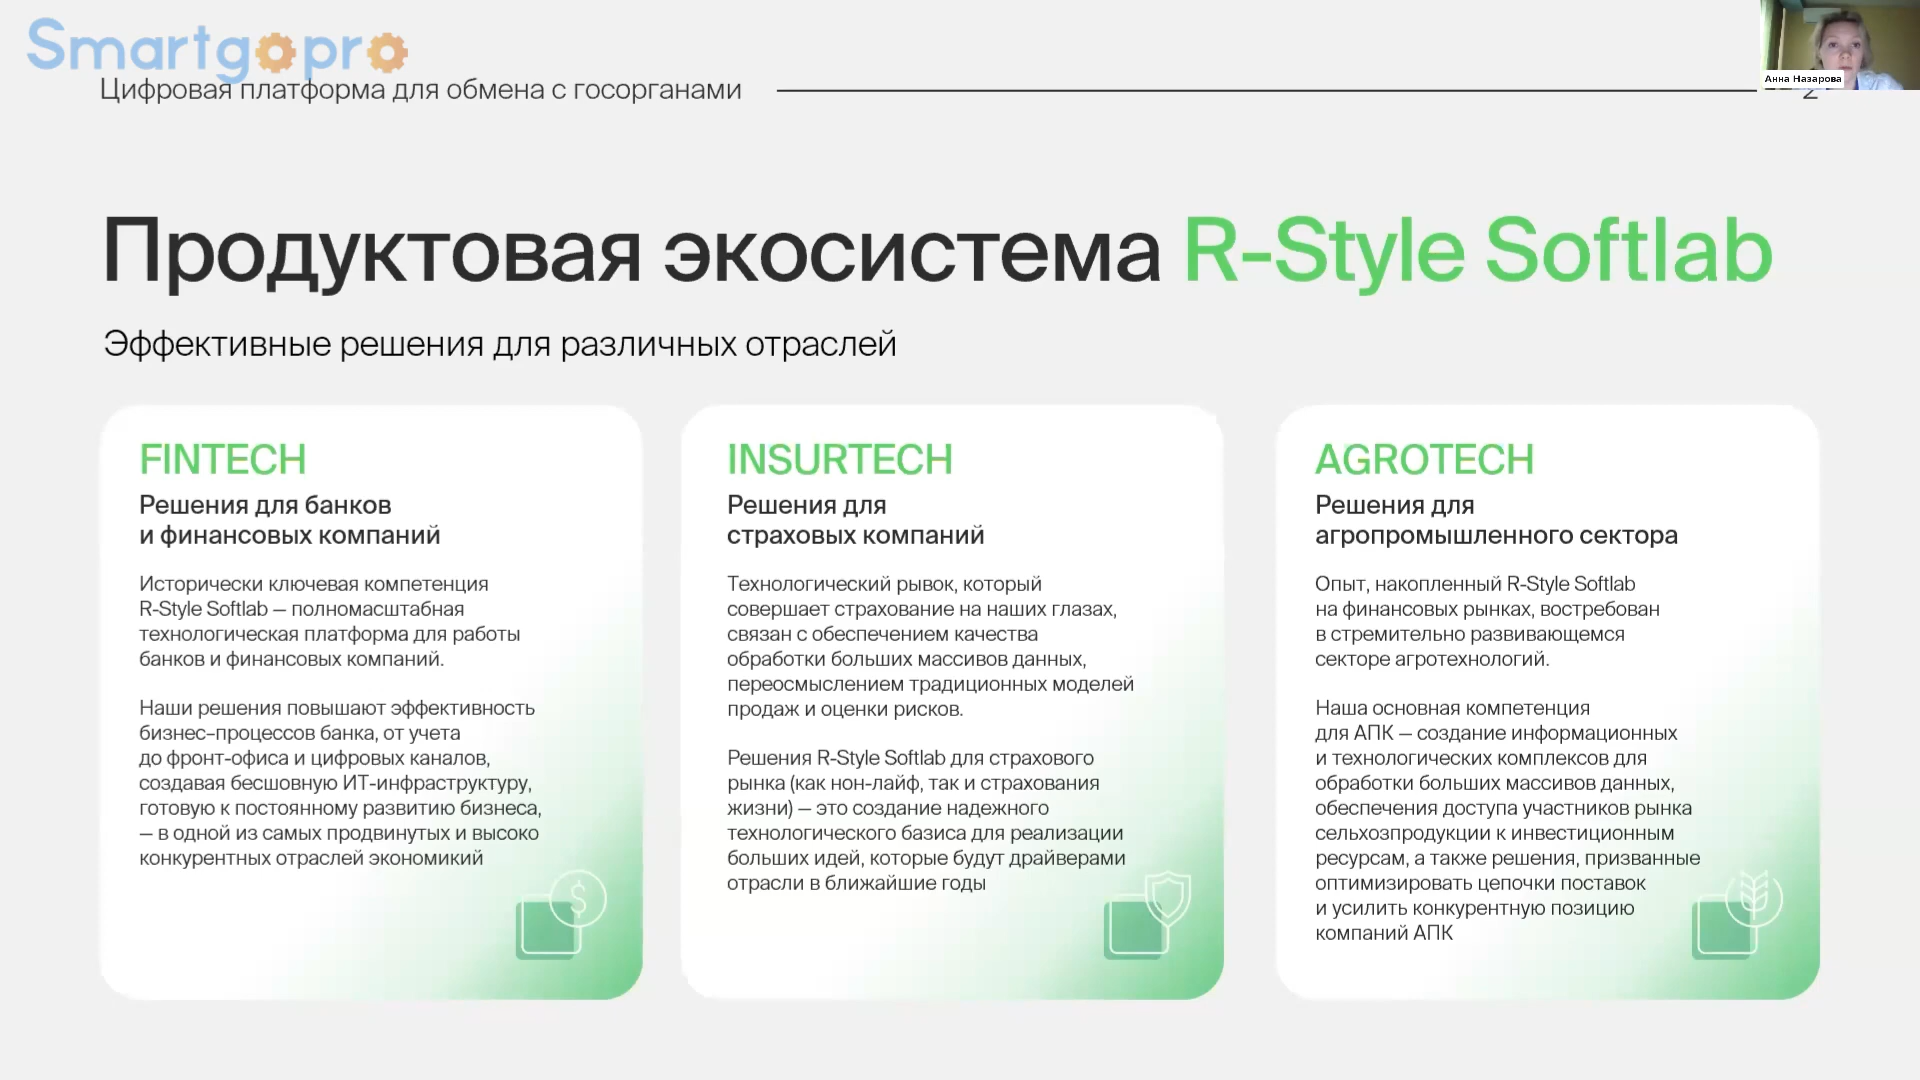 Smartgopro
Анна Назарова
Цифровая платформа для обмена с госорганами
2
Продуктовая экосистема R-Style Softlab
Эффективные решения для различных отраслей
FINTECH
Решения для банков
и финансовых компаний
Исторически ключевая компетенция
R-Style Softlab – полномасштабная
технологическая платформа для работы
банков и финансовых компаний.
Наши решения повышают эффективность
бизнес-процессов банка, от учета
до фронт-офиса и цифровых каналов,
создавая бесшовную ИТ-инфраструктуру,
готовую к постоянному развитию бизнеса,
– в одной из самых продвинутых и высоко
конкурентных отраслей экономикий
INSURTECH
Решения для
страховых компаний
Технологический рывок, который
совершает страхование на наших глазах,
связан с обеспечением качества
обработки больших массивов данных,
переосмыслением традиционных моделей
продаж и оценки рисков.
Решения R-Style Softlab для страхового
рынка (как нон-лайф, так и страхования
жизни) – это создание надежного
технологического базиса для реализации
больших идей, которые будут драйверами
отрасли в ближайшие годы
AGROTECH
Решения для
агропромышленного сектора
Опыт, накопленный R-Style Softlab
на финансовых рынках, востребован
в стремительно развивающемся
секторе агротехнологий.
Наша основная компетенция
для АПК – создание информационных
и технологических комплексов для
обработки больших массивов данных,
обеспечения доступа участников рынка
сельхозпродукции к инвестиционным
ресурсам, а также решения, призванные
оптимизировать цепочки поставок
и усилить конкурентную позицию
компаний АПК